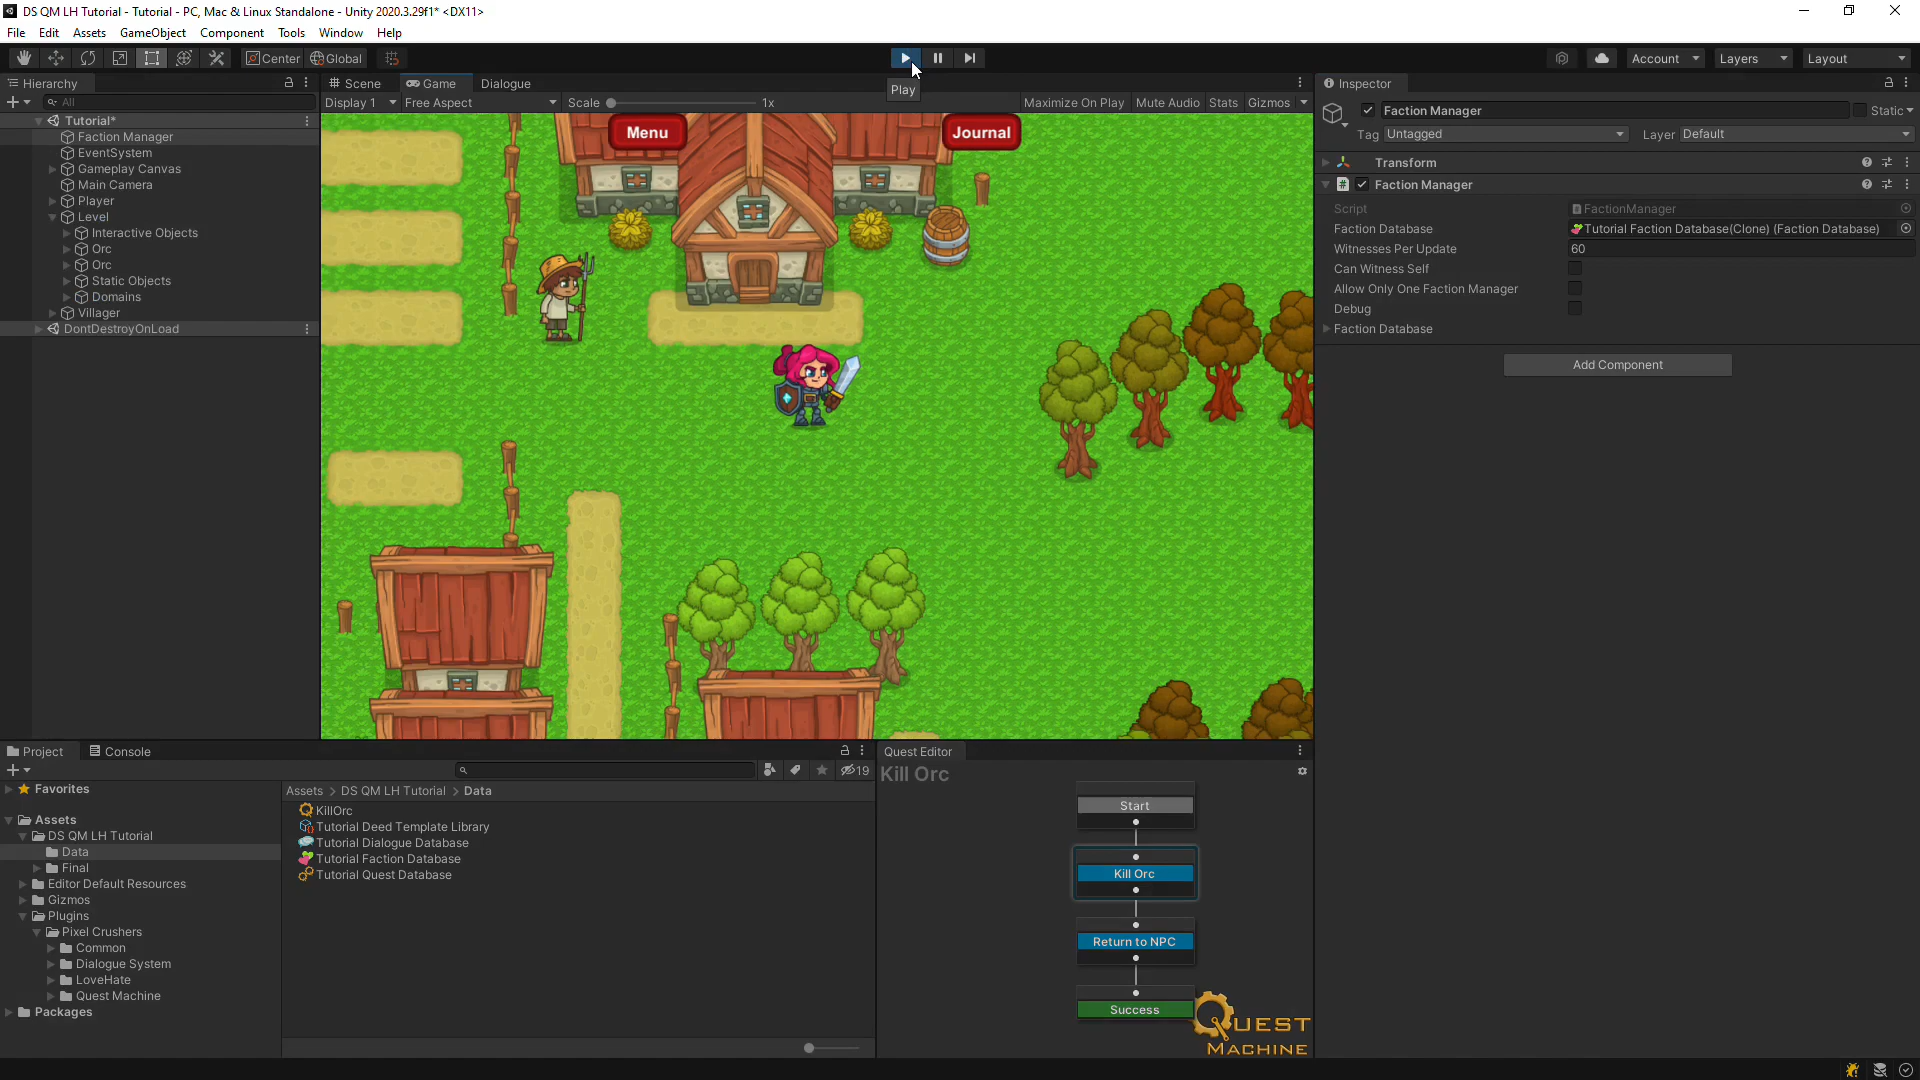 DS QM LH Tutorial - Tutorial - PC, Mac & Linux Standalone - Unity 2020.3.29f1* <DX11>
File Edit Assets GameObject Component Tools Window Help
Center Global Account Layers Layout
Play
Hierarchy
All
Tutorial*
Faction Manager
EventSystem
Gameplay Canvas
Main Camera
Player
Level
Interactive Objects
Orc
Orc
Static Objects
Domains
Villager
DontDestroyOnLoad
Scene Game Dialogue
Display 1 Free Aspect Scale 1x Maximize On Play Mute Audio Stats Gizmos
Menu
Journal
Inspector
Faction Manager Static
Tag Untagged Layer Default
Transform
Faction Manager
Script FactionManager
Faction Database Tutorial Faction Database(Clone) (Faction Database)
Witnesses Per Update 60
Can Witness Self
Allow Only One Faction Manager
Debug
Faction Database
Add Component
Project Console
19
Favorites
Assets
DS QM LH Tutorial
Data
Final
Editor Default Resources
Gizmos
Plugins
Pixel Crushers
Common
Dialogue System
LoveHate
Quest Machine
Packages
Assets > DS QM LH Tutorial > Data
KillOrc
Tutorial Deed Template Library
Tutorial Dialogue Database
Tutorial Faction Database
Tutorial Quest Database
Quest Editor
Kill Orc
Start
Kill Orc
Return to NPC
Success
QUEST
MACHINE